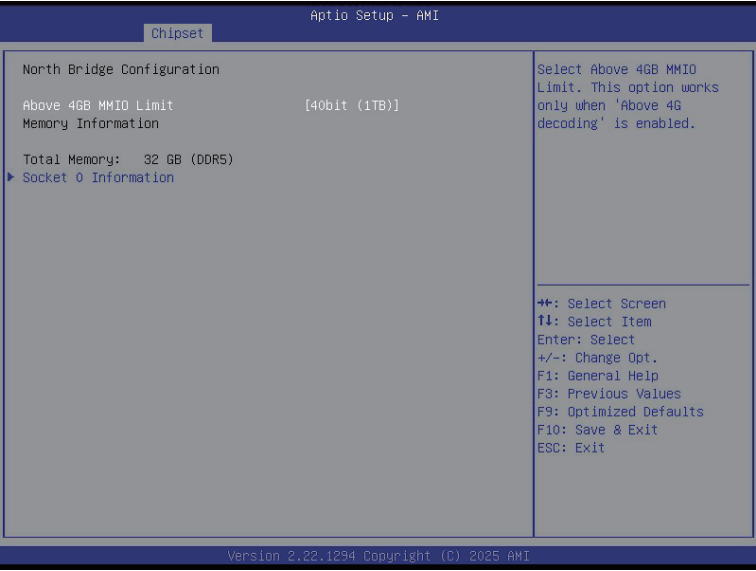 Aptio Setup – AMI
Chipset
North Bridge Configuration
Above 4GB MMIO Limit [40bit (1TB)]
Memory Information
Total Memory: 32 GB (DDR5)
Socket 0 Information
Select Above 4GB MMIO
Limit. This option works
only when 'Above 4G
decoding' is enabled.
→←: Select Screen
↑↓: Select Item
Enter: Select
+/-: Change Opt.
F1: General Help
F3: Previous Values
F9: Optimized Defaults
F10: Save & Exit
ESC: Exit
Version 2.22.1294 Copyright (C) 2025 AMI